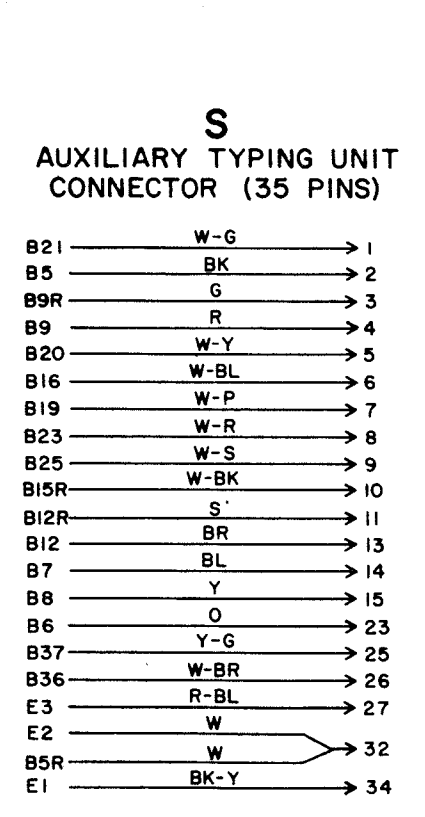 S
AUXILIARY TYPING UNIT
CONNECTOR (35 PINS)
B21 W-G 1
B5 BK 2
B9R G 3
B9 R 4
B20 W-Y 5
B16 W-BL 6
B19 W-P 7
B23 W-R 8
B25 W-S 9
B15R W-BK 10
B12R S 11
B12 BR 13
B7 BL 14
B8 Y 15
B6 O 23
B37 Y-G 25
B36 W-BR 26
E3 R-BL 27
E2 W
32
B5R W
E1 BK-Y 34